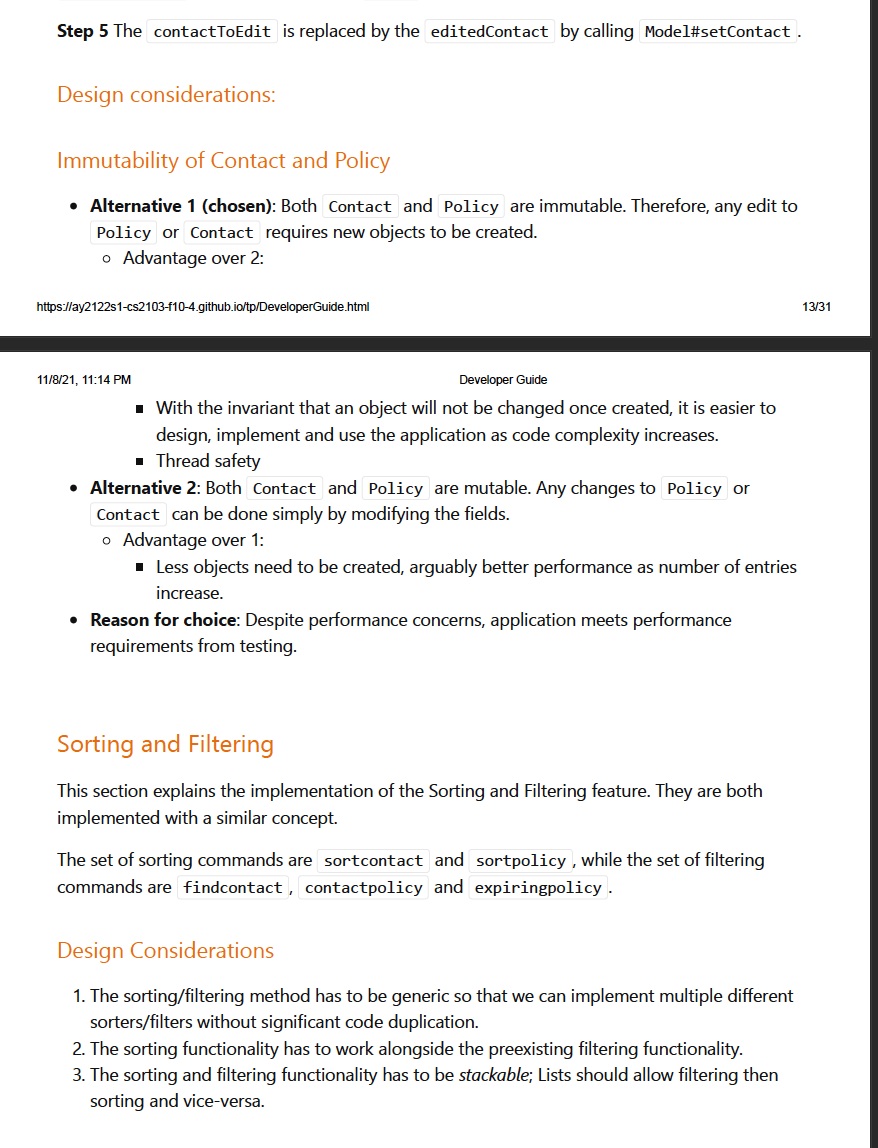 Step 5 The contactToEdit is replaced by the editedContact by calling Model#setContact .
Design considerations:
Immutability of Contact and Policy
• Alternative 1 (chosen): Both Contact and Policy are immutable. Therefore, any edit to
Policy or Contact requires new objects to be created.
○ Advantage over 2:
https://ay2122s1-cs2103-f10-4.github.io/tp/DeveloperGuide.html 13/31
11/8/21, 11:14 PM Developer Guide
▪ With the invariant that an object will not be changed once created, it is easier to
design, implement and use the application as code complexity increases.
▪ Thread safety
• Alternative 2: Both Contact and Policy are mutable. Any changes to Policy or
Contact can be done simply by modifying the fields.
○ Advantage over 1:
▪ Less objects need to be created, arguably better performance as number of entries
increase.
• Reason for choice: Despite performance concerns, application meets performance
requirements from testing.
Sorting and Filtering
This section explains the implementation of the Sorting and Filtering feature. They are both
implemented with a similar concept.
The set of sorting commands are sortcontact and sortpolicy , while the set of filtering
commands are findcontact , contactpolicy and expiringpolicy .
Design Considerations
1. The sorting/filtering method has to be generic so that we can implement multiple different
sorters/filters without significant code duplication.
2. The sorting functionality has to work alongside the preexisting filtering functionality.
3. The sorting and filtering functionality has to be stackable; Lists should allow filtering then
sorting and vice-versa.